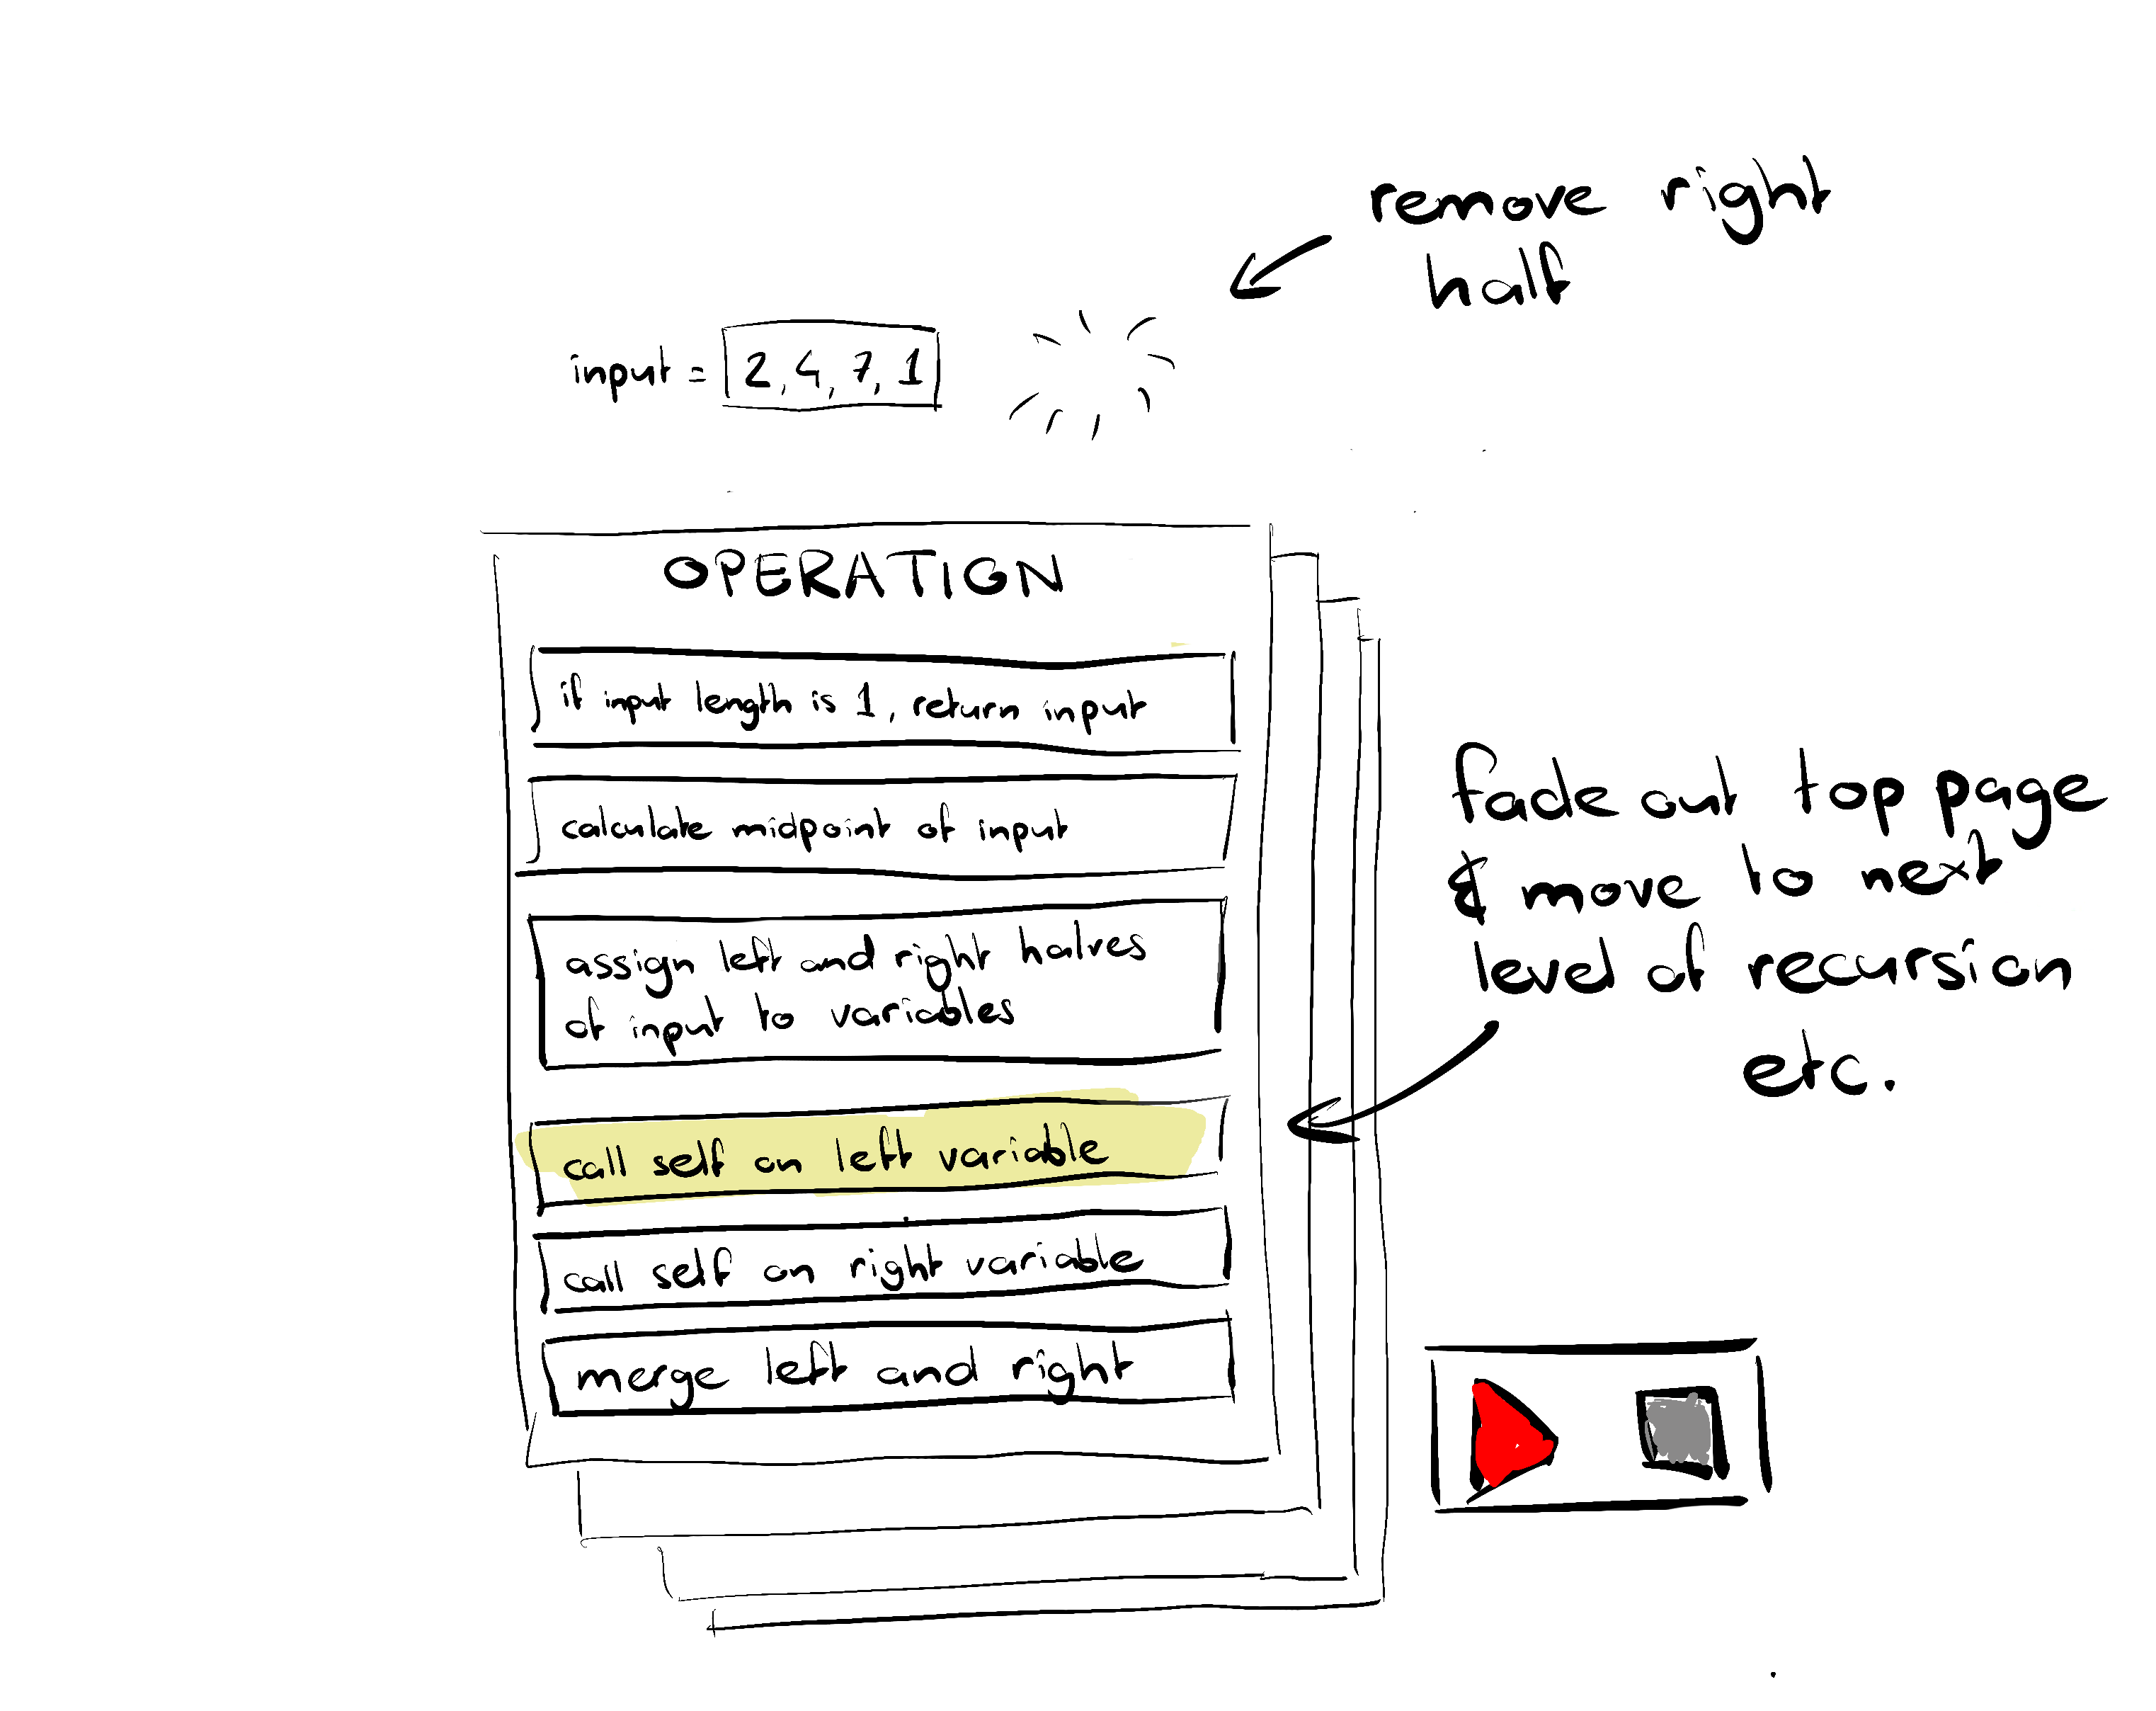 remove right
half
input = 2, 4, 7, 1
OPERATION
if input length is 1, return input
calculate midpoint of input
assign left and right halves
of input to variables
call self on left variable
call self on right variable
merge left and right
fade out top page
& move to next
level of recursion
etc.